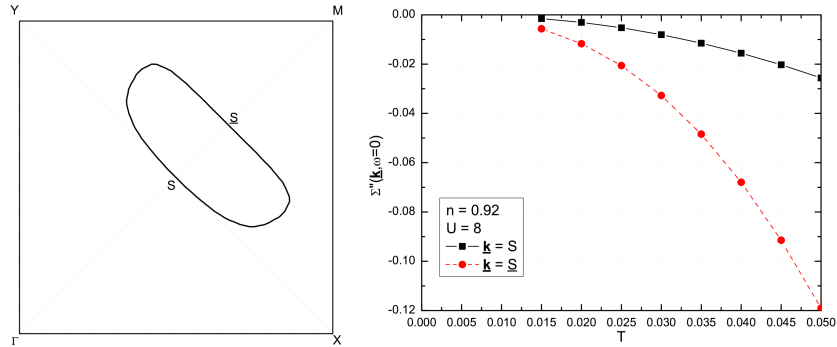 Y
M
S
S
Γ
X
0.00
-0.02
-0.04
-0.06
-0.08
-0.10
-0.12
Σ''(k,ω=0)
n = 0.92
U = 8
k = S
k = S
0.000
0.005
0.010
0.015
0.020
0.025
0.030
0.035
0.040
0.045
0.050
T